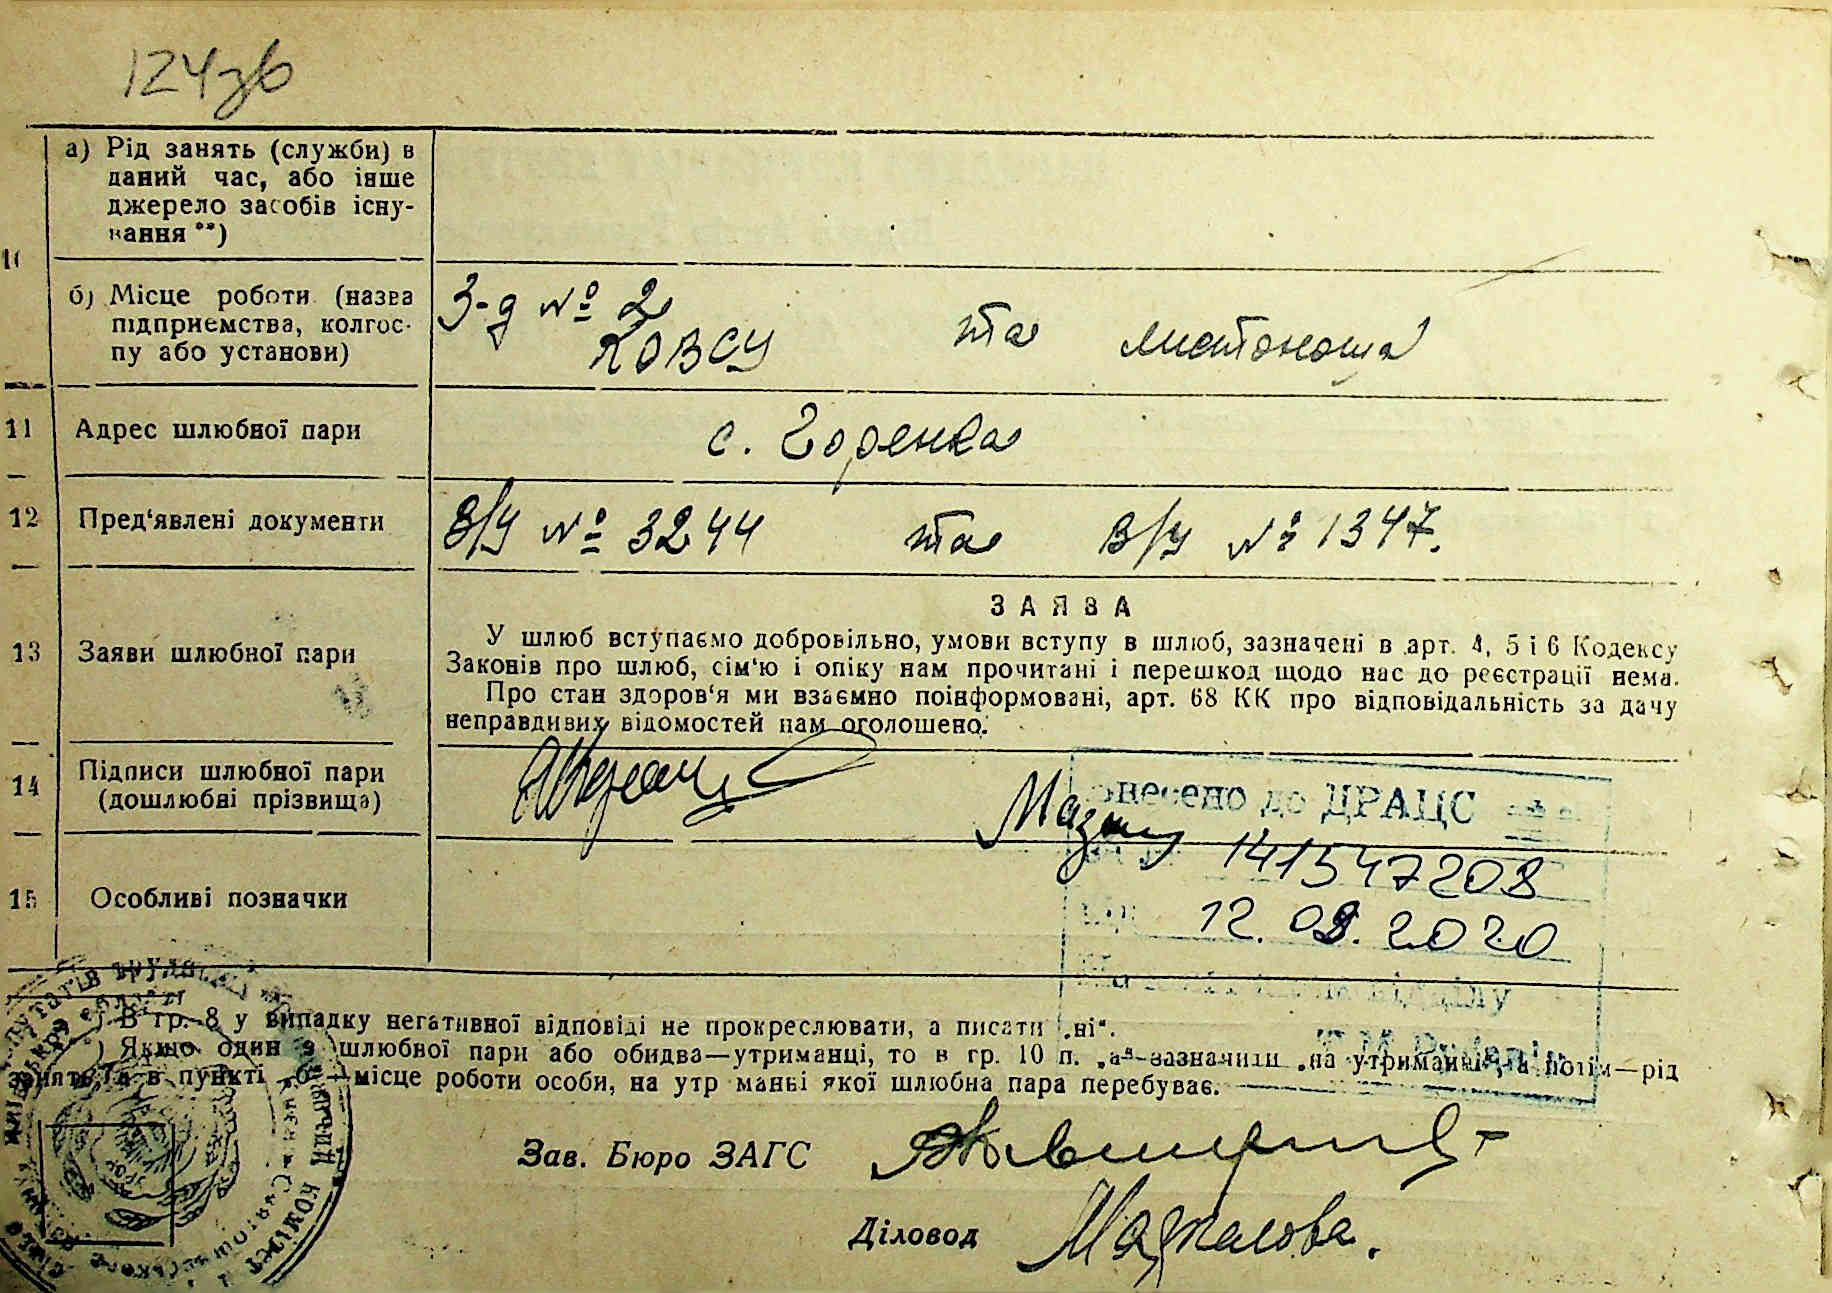 124зв
а) Рід занять (служби) в
даний час, або інше
джерело засобів існу-
вання **)
10
б) Місце роботи (назва
підприємства, колгос-
пу або установи)
З-д № 2
КОВСУ та листоноша
11 Адрес шлюбної пари с. Горенка
12 Пред'явлені документи В/У № 3244 та В/У № 1347.
ЗАЯВА
13 Заяви шлюбної пари
У шлюб вступаємо добровільно, умови вступу в шлюб, зазначені в арт. 4, 5 і 6 Кодексу
Законів про шлюб, сім'ю і опіку нам прочитані і перешкод щодо нас до реєстрації нема.
Про стан здоров'я ми взаємно поінформовані, арт. 68 КК про відповідальність за дачу
неправдивих відомостей нам оголошено.
14 Підписи шлюбної пари
(дошлюбні прізвища)
Внесено до ДРАЦС
141547208
15 Особливі позначки
12. 09. 2020
відділу
) В гр. 8 у випадку негативної відповіді не прокреслювати, а писати „ні“.
) Якщо один з шлюбної пари або обидва—утриманці, то в гр. 10 п. „а“ зазначити „на утриманні“, а потім—рід
занять, а в пункті „б“—місце роботи особи, на утр манні якої шлюбна пара перебуває.
Зав. Бюро ЗАГС
Діловод